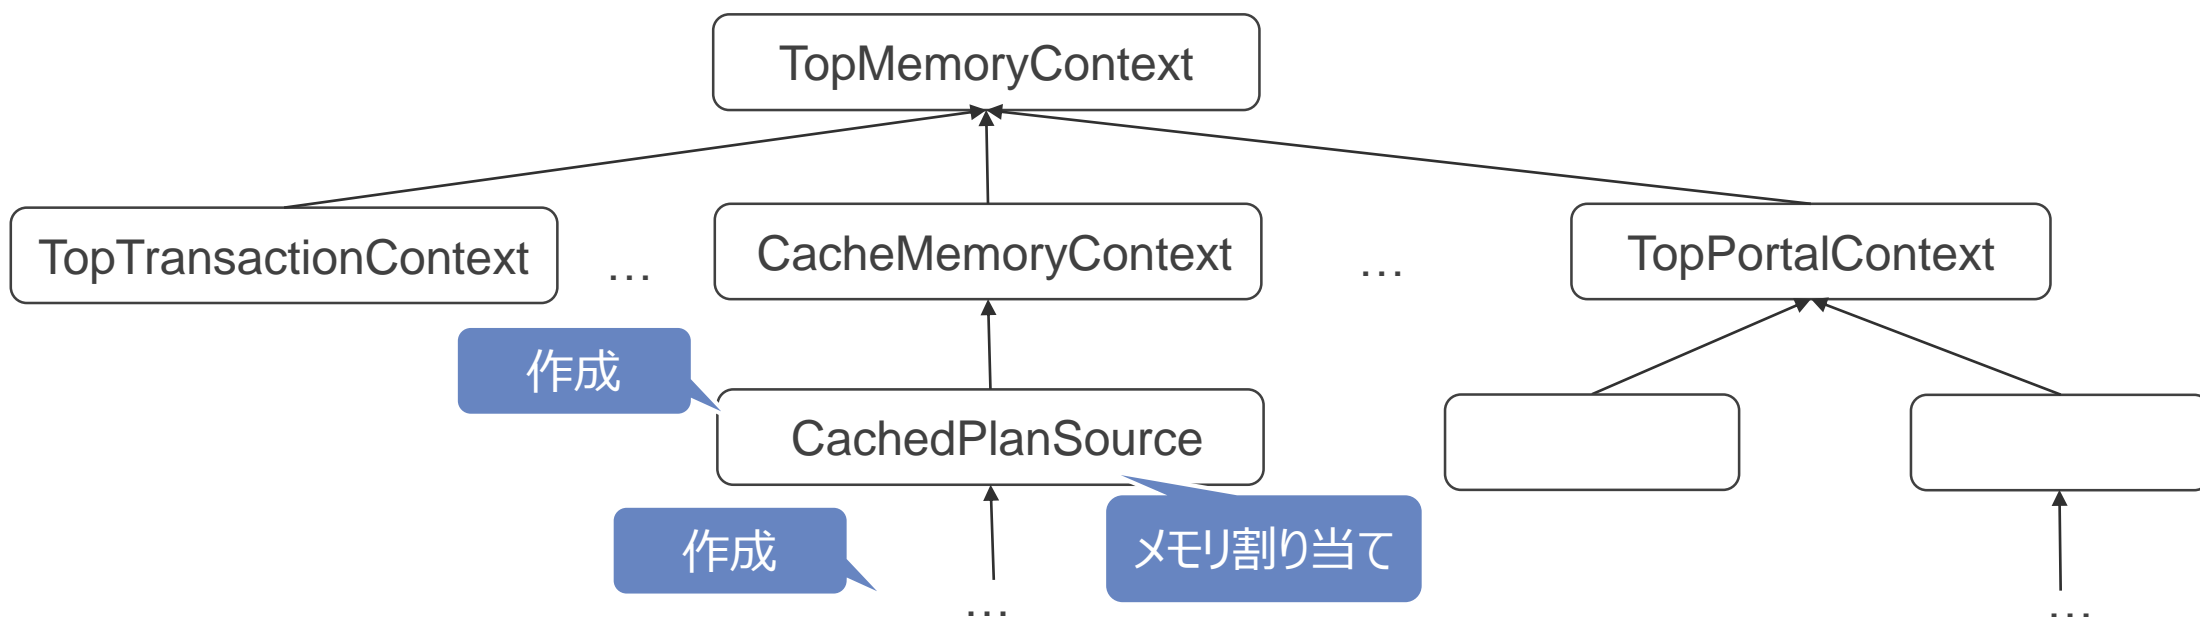 TopMemoryContext
TopTransactionContext
…
CacheMemoryContext
…
TopPortalContext
作成
CachedPlanSource
作成
メモリ割り当て
…
…